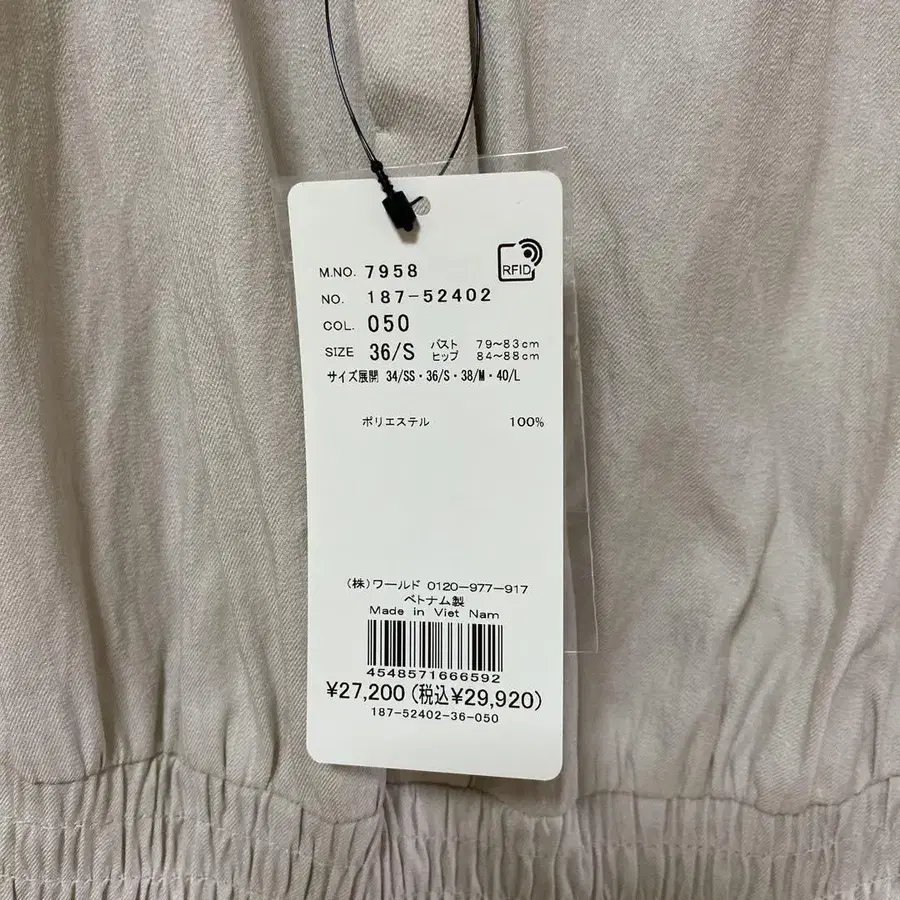 RFID
M.NO. 7958
NO. 187-52402
COL. 050
SIZE 36/S バスト 79~83cm
ヒップ 84~88cm
サイズ展開 34/SS・36/S・38/M・40/L
ポリエステル 100%
(株)ワールド 0120-977-917
ベトナム製
Made in Viet Nam
4548571666592
¥27,200(税込¥29,920)
187-52402-36-050